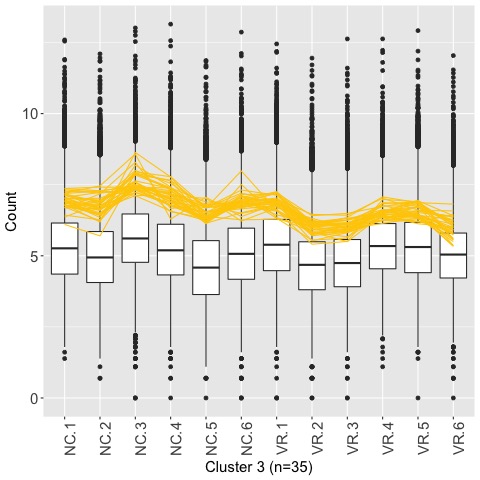 10
5
0
Count
NC.1
NC.2
NC.3
NC.4
NC.5
NC.6
VR.1
VR.2
VR.3
VR.4
VR.5
VR.6
Cluster 3 (n=35)